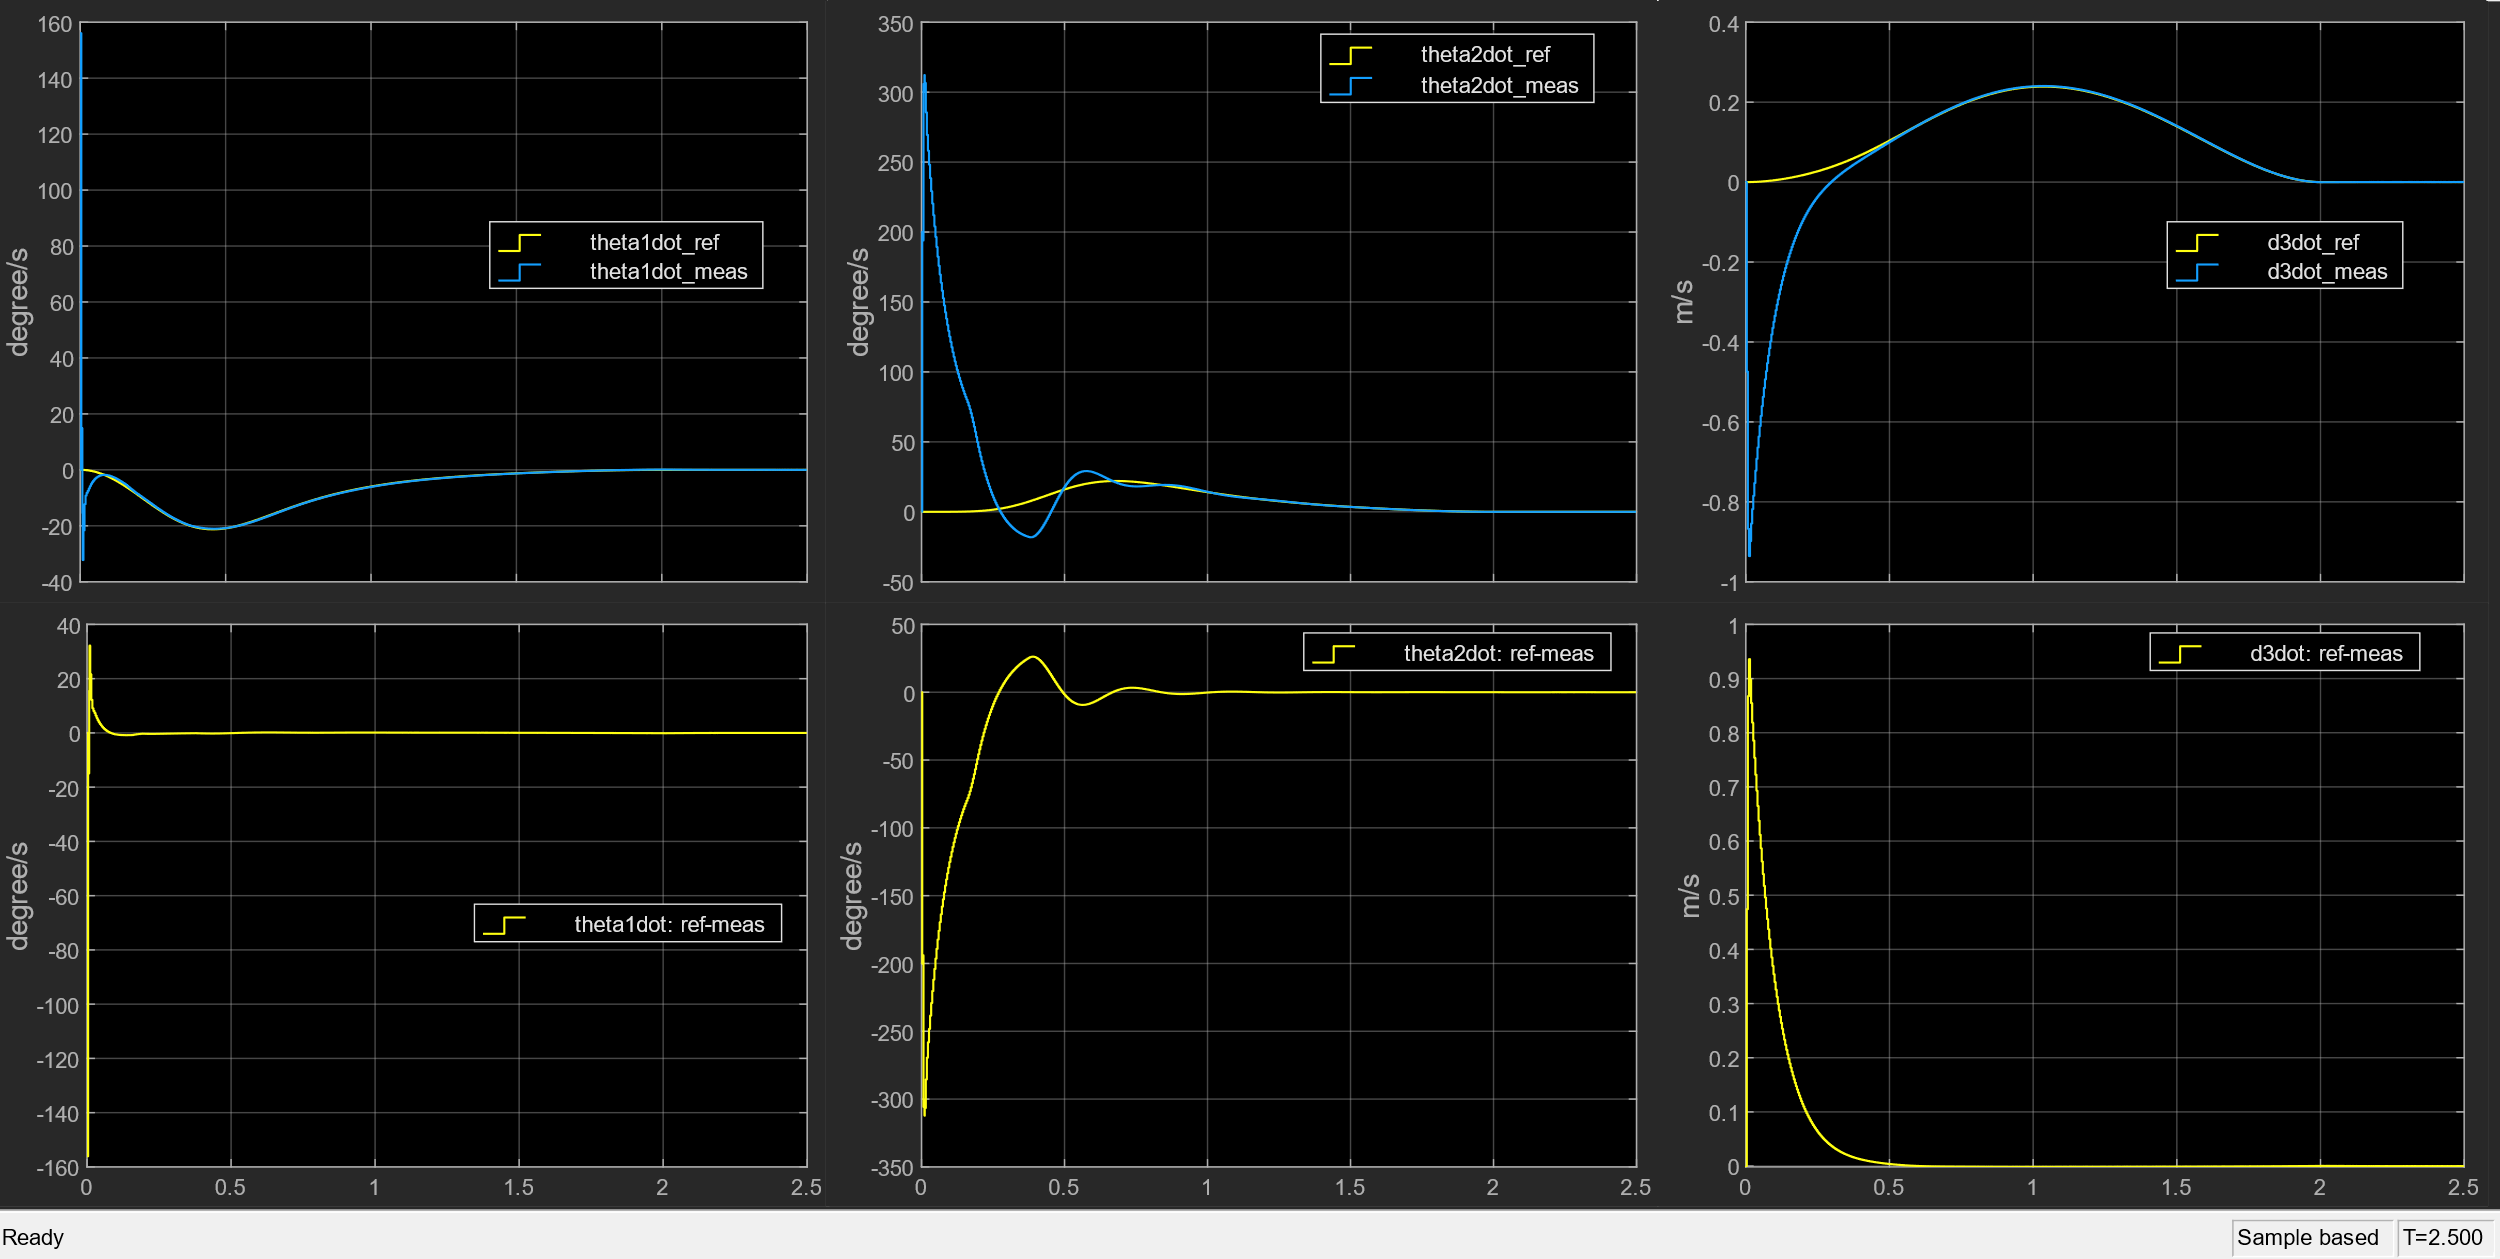 160
140
120
100
80
60
40
20
0
-20
-40
degree/s
theta1dot_ref
theta1dot_meas
350
300
250
200
150
100
50
0
-50
degree/s
theta2dot_ref
theta2dot_meas
0.4
0.2
0
-0.2
-0.4
-0.6
-0.8
-1
m/s
d3dot_ref
d3dot_meas
40
20
0
-20
-40
-60
-80
-100
-120
-140
-160
degree/s
theta1dot: ref-meas
0 0.5 1 1.5 2 2.5
50
0
-50
-100
-150
-200
-250
-300
-350
degree/s
theta2dot: ref-meas
0 0.5 1 1.5 2 2.5
1
0.9
0.8
0.7
0.6
0.5
0.4
0.3
0.2
0.1
0
m/s
d3dot: ref-meas
0 0.5 1 1.5 2 2.5
Ready
Sample based T=2.500